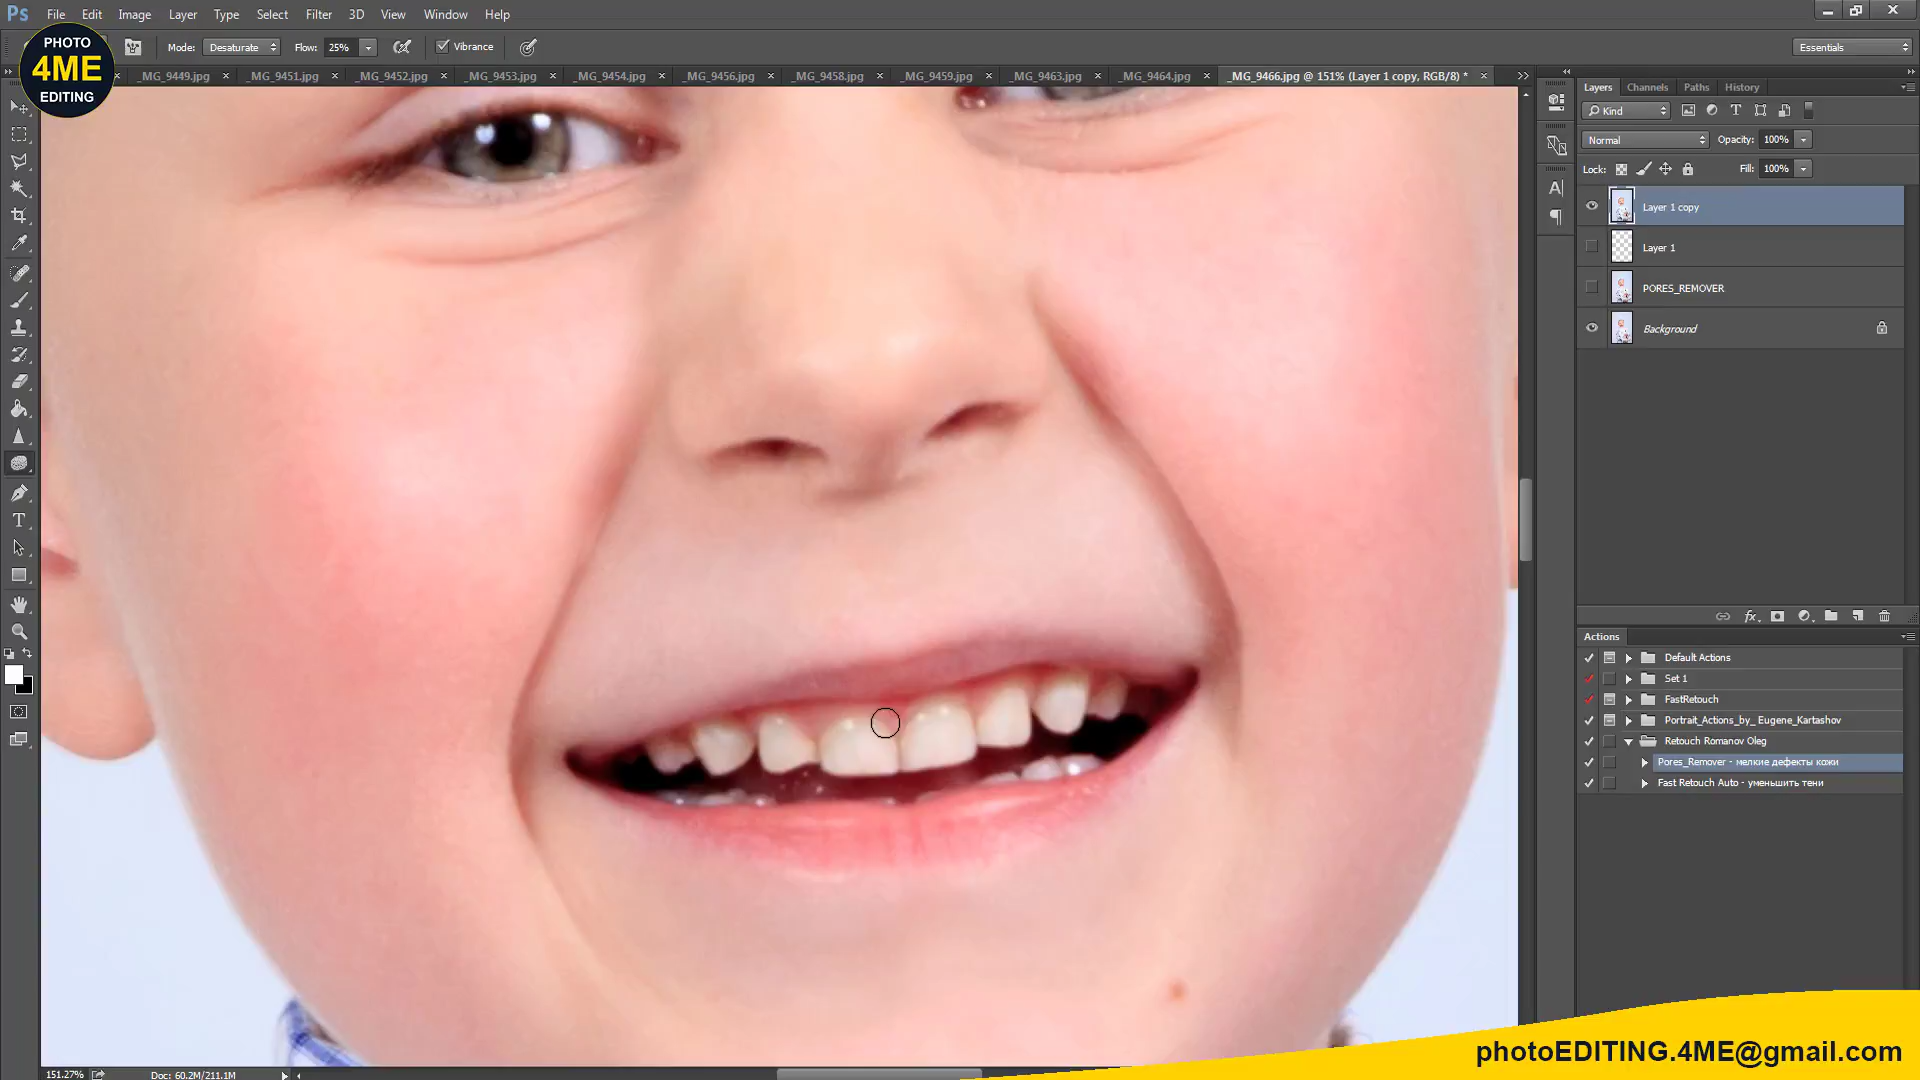 Ps File Edit Image Layer Type Select Filter 3D View Window Help
PHOTO
4ME
EDITING
Mode: Desaturate Flow: 25% Vibrance Essentials
_MG_9449.jpg × _MG_9451.jpg × _MG_9452.jpg × _MG_9453.jpg × _MG_9454.jpg × _MG_9456.jpg × _MG_9458.jpg × _MG_9459.jpg × _MG_9463.jpg × _MG_9464.jpg × _MG_9466.jpg @ 151% (Layer 1 copy, RGB/8) * ×
Layers Channels Paths History
Kind
Normal Opacity: 100%
Lock: Fill: 100%
Layer 1 copy
Layer 1
PORES_REMOVER
Background
Actions
Default Actions
Set 1
FastRetouch
Portrait_Actions_by_ Eugene_Kartashov
Retouch Romanov Oleg
Pores_Remover - мелкие дефекты кожи
Fast Retouch Auto - уменьшить тени
photoEDITING.4ME@gmail.com
151.27% Doc: 60.2M/211.1M